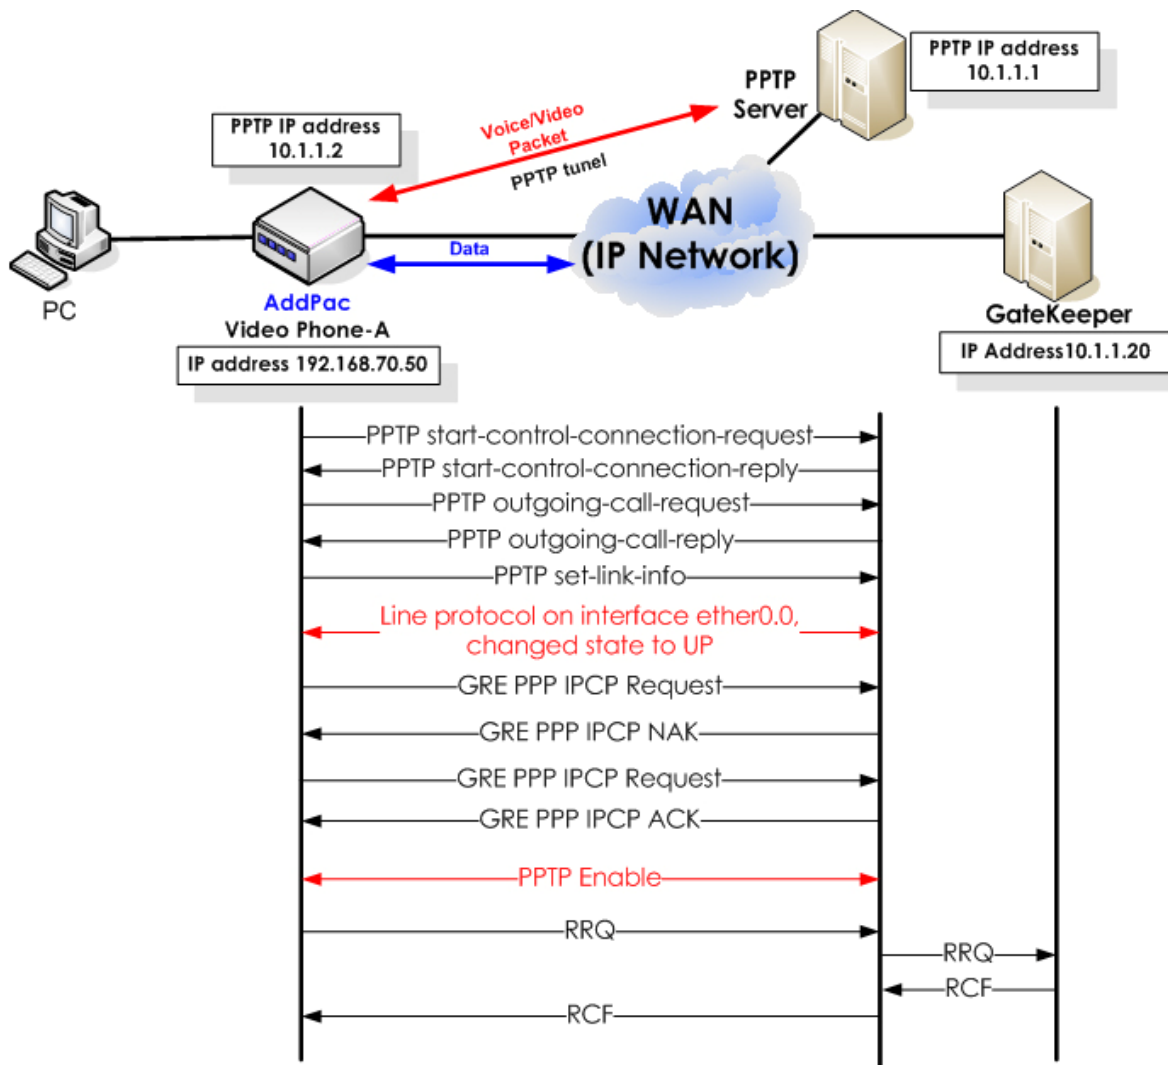 PPTP IP address
10.1.1.1
PPTP
Server
PPTP IP address
10.1.1.2
Voice/Video
Packet
PPTP tunel
WAN
(IP Network)
Data
PC
AddPac
Video Phone-A
IP address 192.168.70.50
GateKeeper
IP Address10.1.1.20
PPTP start-control-connection-request
PPTP start-control-connection-reply
PPTP outgoing-call-request
PPTP outgoing-call-reply
PPTP set-link-info
Line protocol on interface ether0.0,
changed state to UP
GRE PPP IPCP Request
GRE PPP IPCP NAK
GRE PPP IPCP Request
GRE PPP IPCP ACK
PPTP Enable
RRQ
RRQ
RCF
RCF